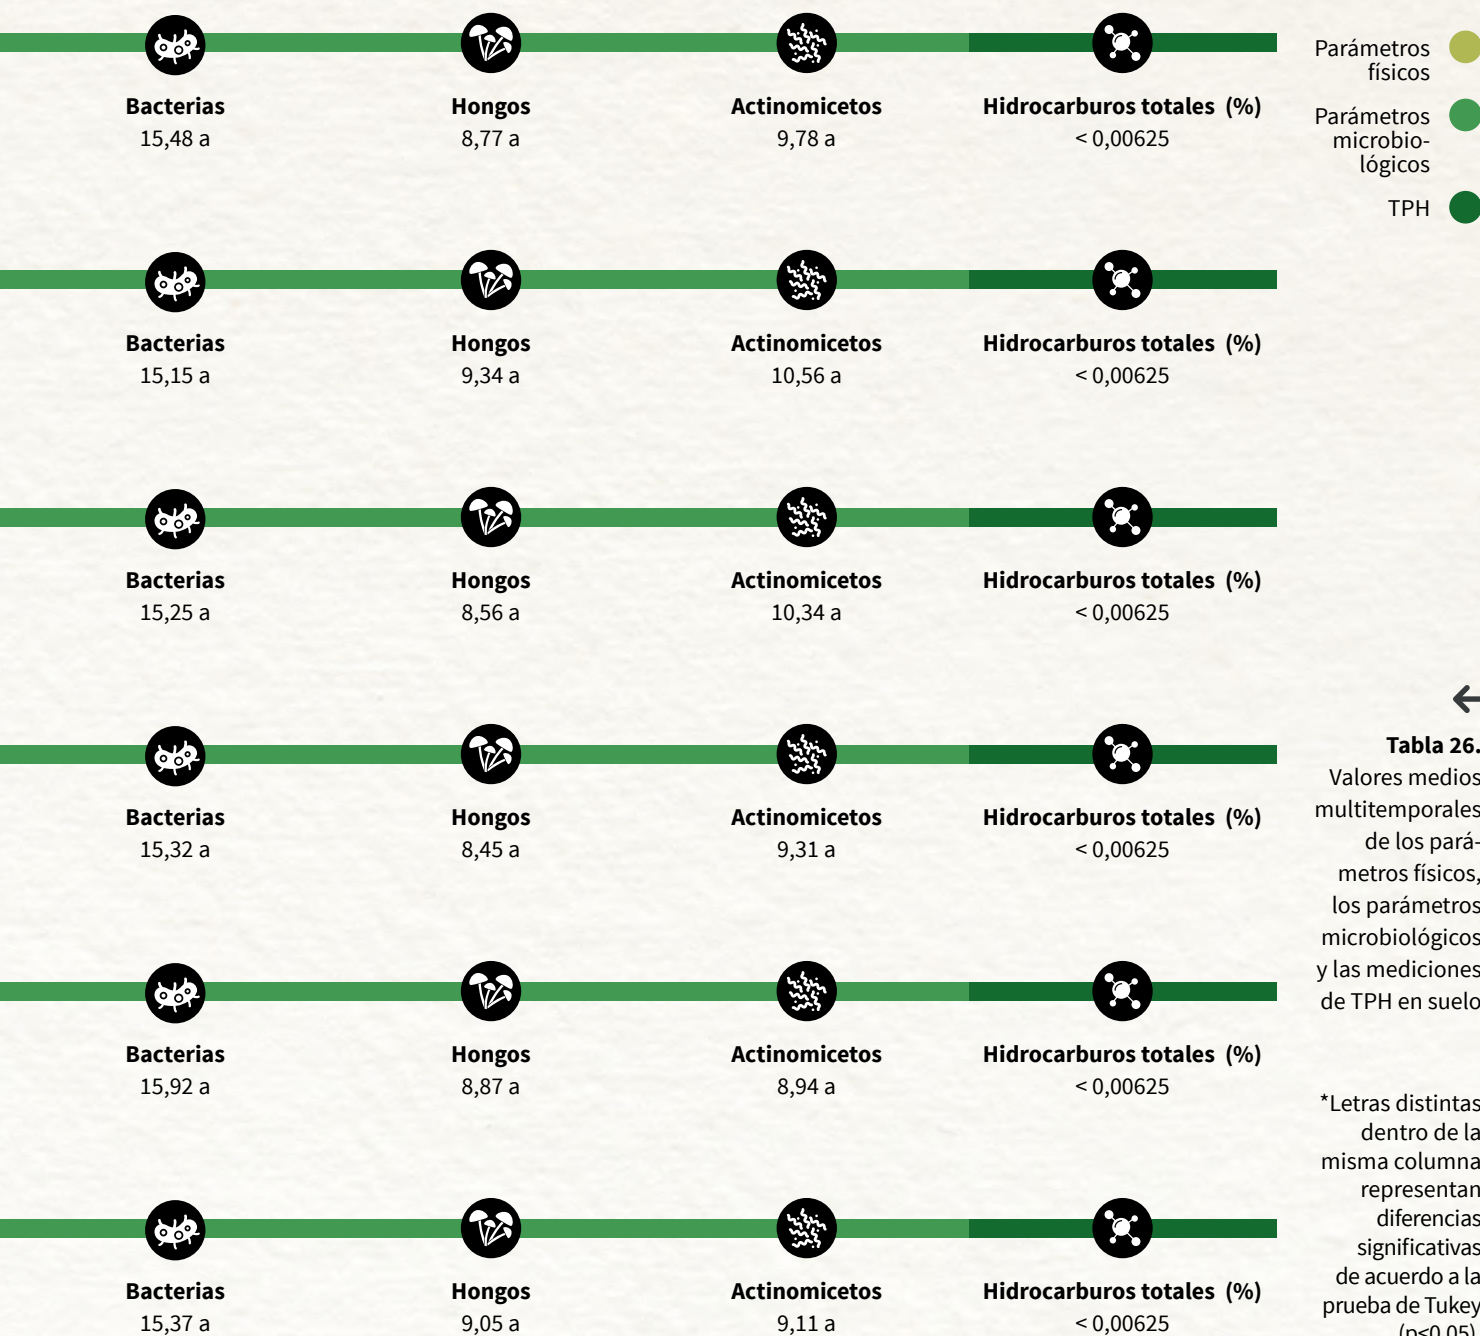 Bacterias
15,48 a
Hongos
8,77 a
Actinomicetos
9,78 a
Hidrocarburos totales (%)
< 0,00625
Parámetros
físicos
Parámetros
microbio-
lógicos
TPH
Bacterias
15,15 a
Hongos
9,34 a
Actinomicetos
10,56 a
Hidrocarburos totales (%)
< 0,00625
Bacterias
15,25 a
Hongos
8,56 a
Actinomicetos
10,34 a
Hidrocarburos totales (%)
< 0,00625
Bacterias
15,32 a
Hongos
8,45 a
Actinomicetos
9,31 a
Hidrocarburos totales (%)
< 0,00625
Bacterias
15,92 a
Hongos
8,87 a
Actinomicetos
8,94 a
Hidrocarburos totales (%)
< 0,00625
Bacterias
15,37 a
Hongos
9,05 a
Actinomicetos
9,11 a
Hidrocarburos totales (%)
< 0,00625
Tabla 26.
Valores medios
multitemporales
de los pará-
metros físicos,
los parámetros
microbiológicos
y las mediciones
de TPH en suelo
*Letras distintas
dentro de la
misma columna
representan
diferencias
significativas
de acuerdo a la
prueba de Tukey
(p≤0,05)